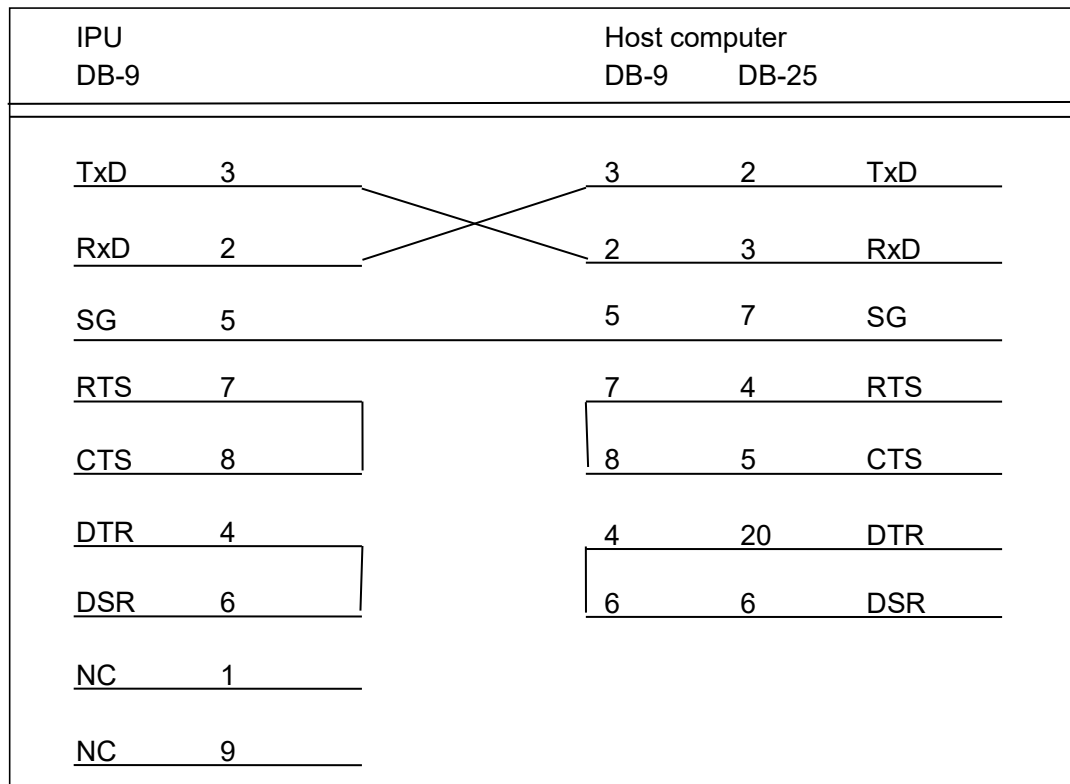 IPU Host computer
DB-9 DB-9 DB-25
TxD 3 3 2 TxD
RxD 2 2 3 RxD
SG 5 5 7 SG
RTS 7 7 4 RTS
CTS 8 8 5 CTS
DTR 4 4 20 DTR
DSR 6 6 6 DSR
NC 1
NC 9